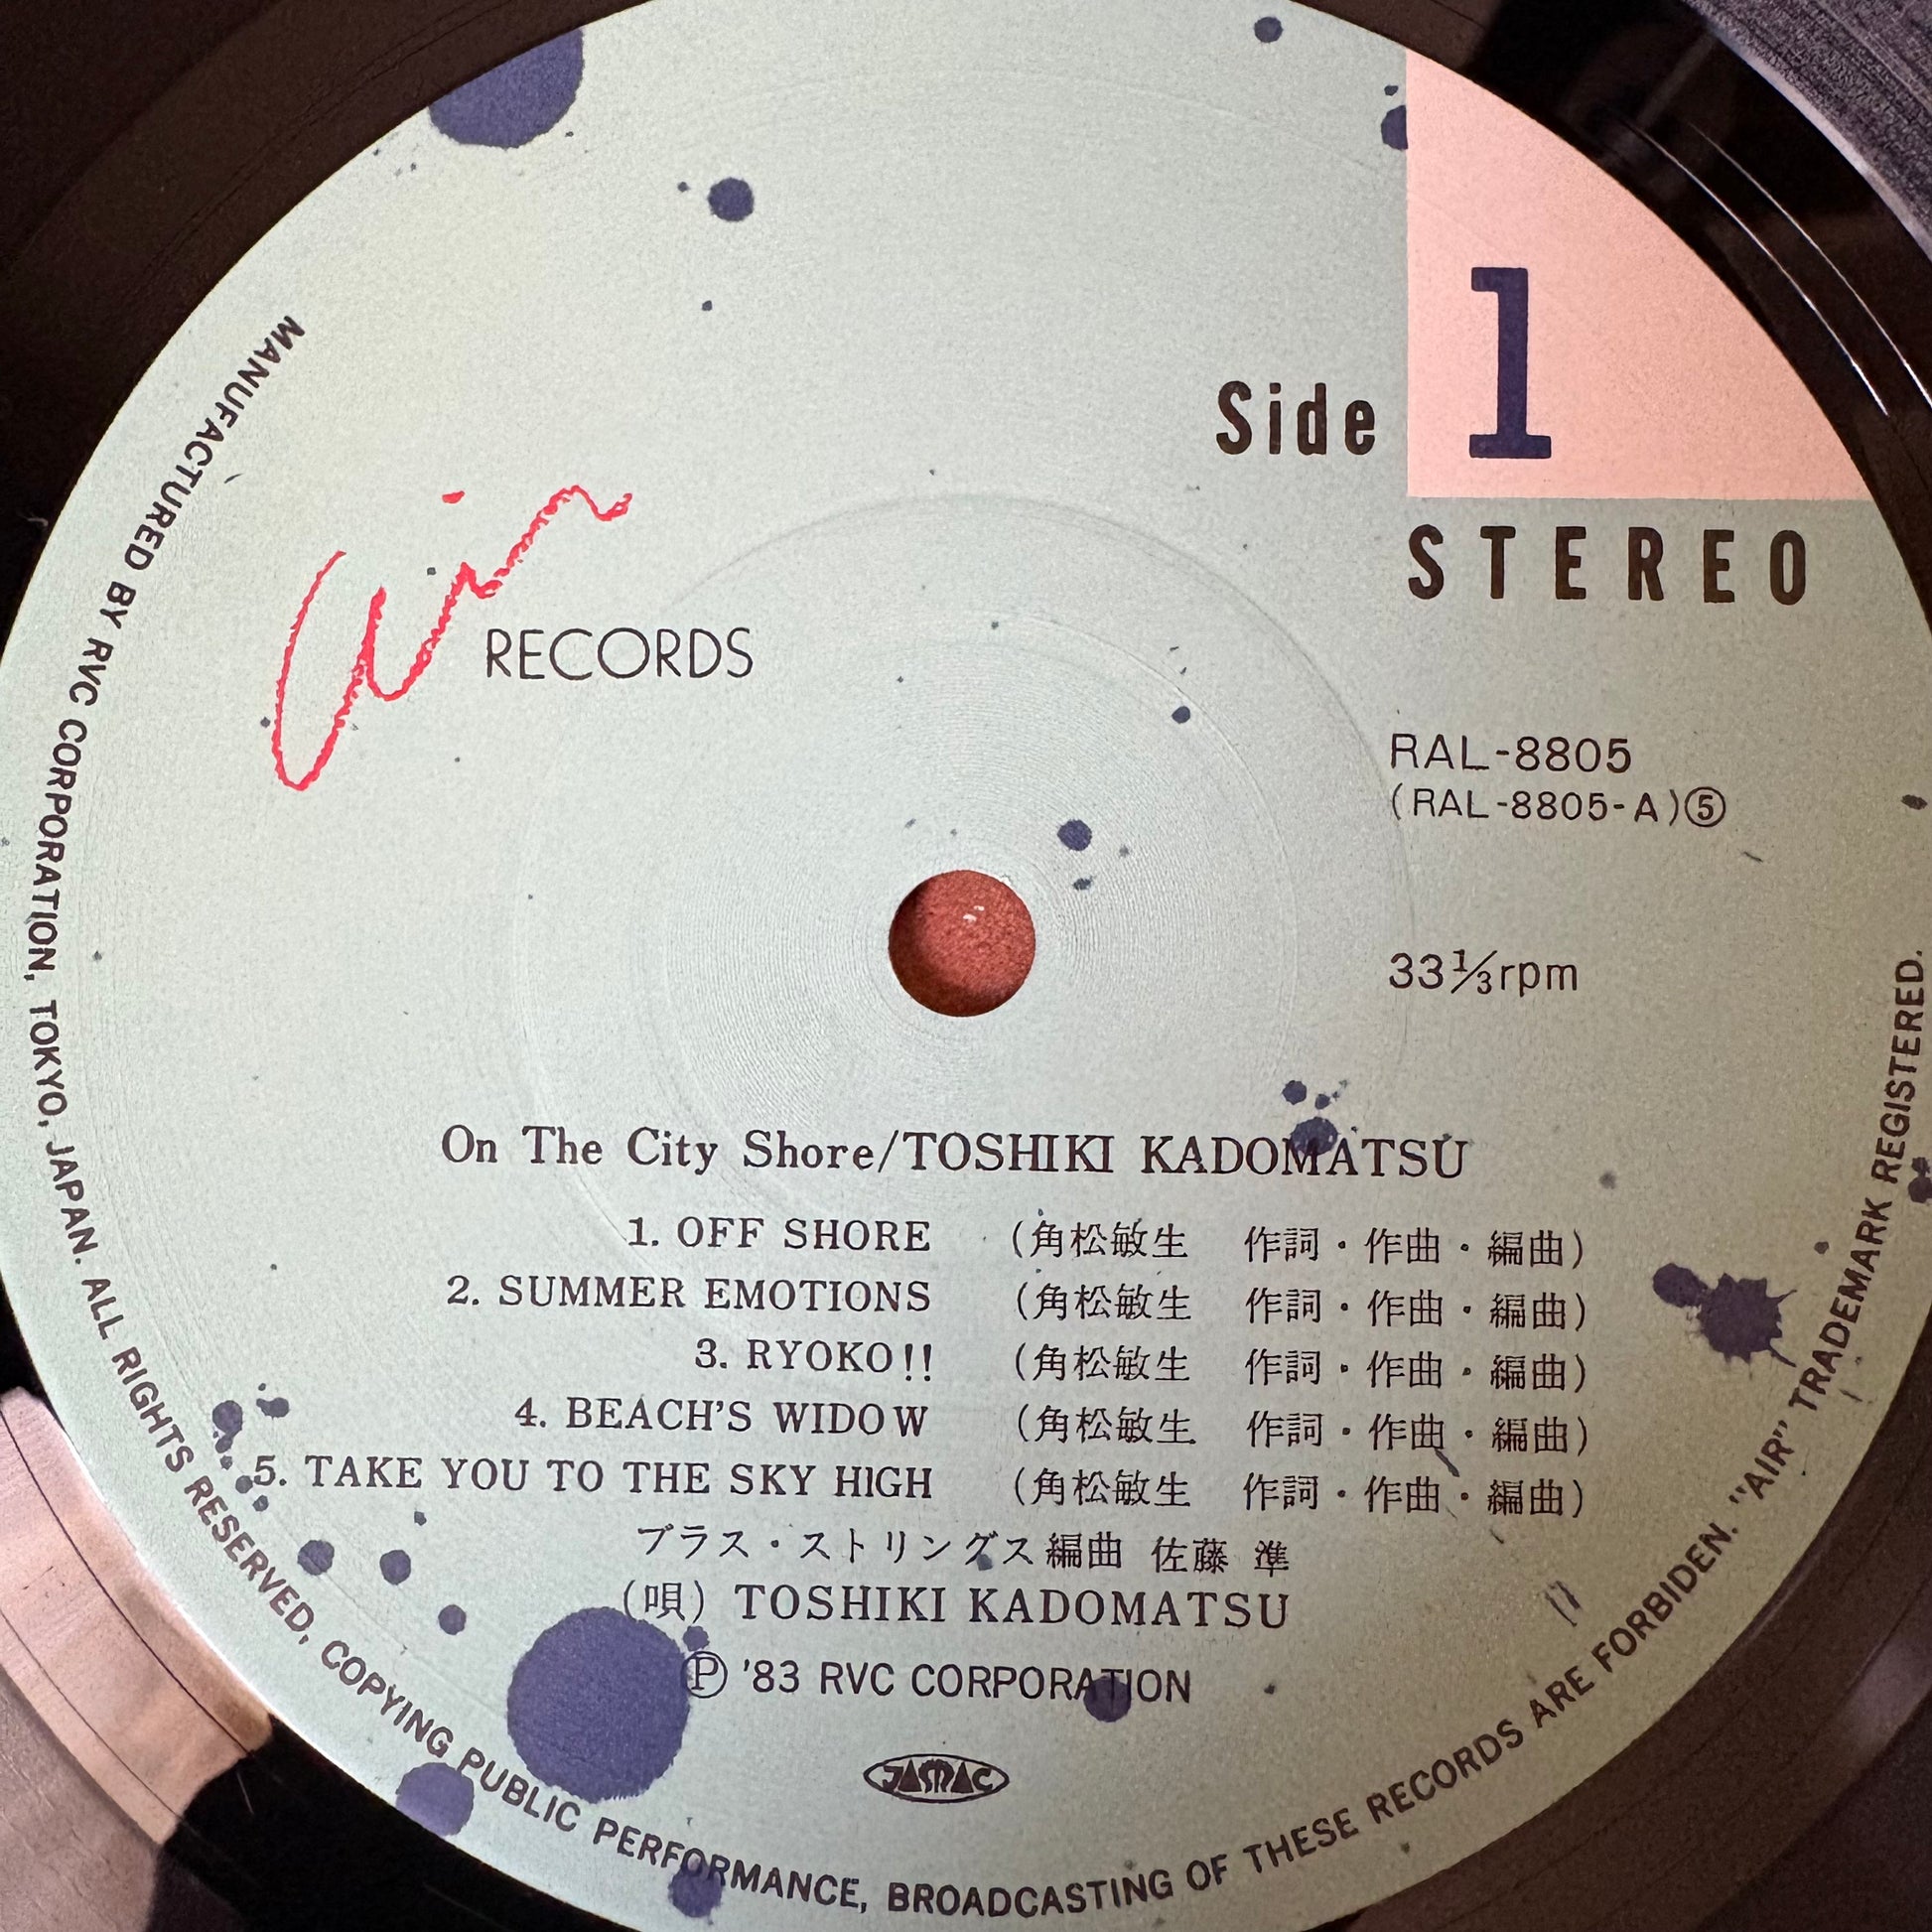 Side 1
STEREO
Air
RECORDS
RAL-8805
(RAL-8805-A)⑤
33⅓rpm
On The City Shore/TOSHIKI KADOMATSU
1. OFF SHORE (角松敏生 作詞・作曲・編曲)
2. SUMMER EMOTIONS (角松敏生 作詞・作曲・編曲)
3. RYOKO!! (角松敏生 作詞・作曲・編曲)
4. BEACH'S WIDOW (角松敏生 作詞・作曲・編曲)
5. TAKE YOU TO THE SKY HIGH (角松敏生 作詞・作曲・編曲)
ブラス・ストリングス編曲 佐藤 準
(唄) TOSHIKI KADOMATSU
Ⓟ '83 RVC CORPORATION
JASRAC
MANUFACTURED BY RVC CORPORATION, TOKYO, JAPAN. ALL RIGHTS RESERVED, COPYING PUBLIC PERFORMANCE, BROADCASTING OF THESE RECORDS ARE FORBIDEN. "AIR" TRADEMARK REGISTERED.